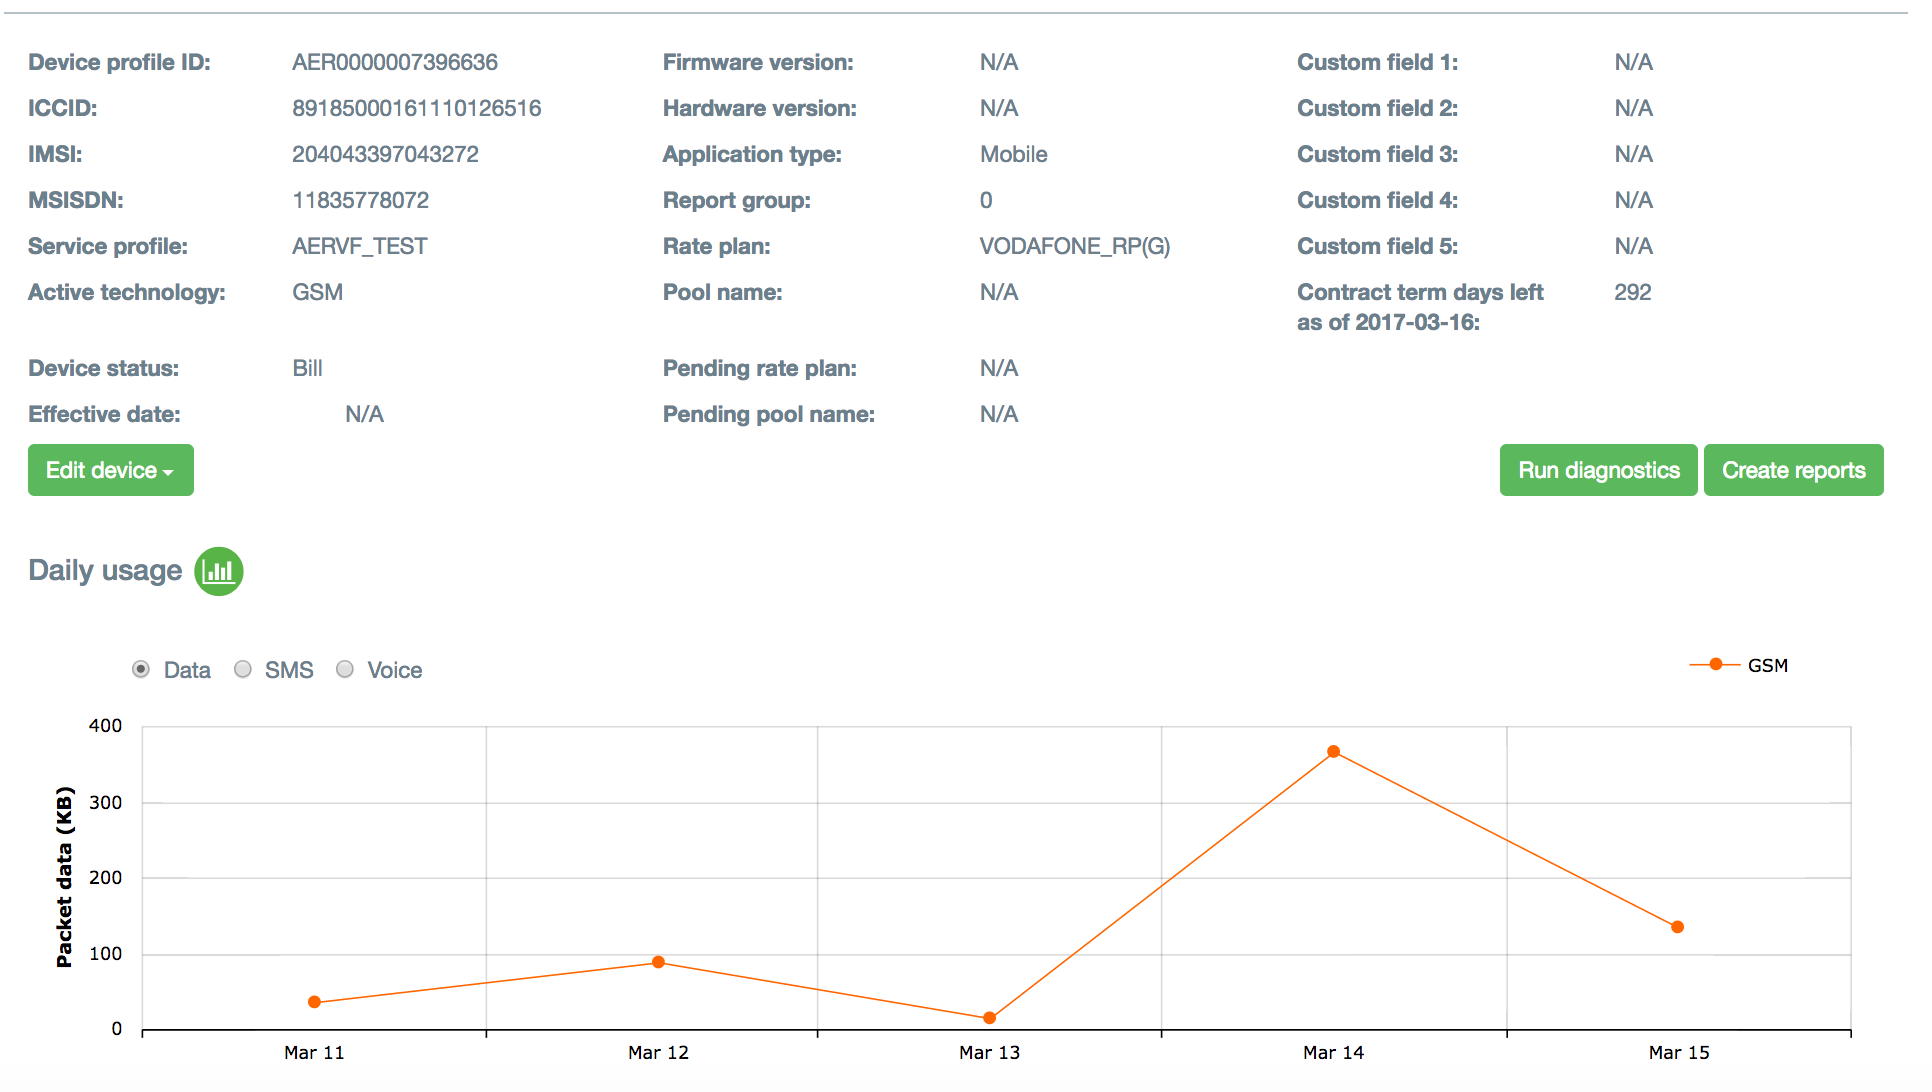 Device profile ID: AER0000007396636 Firmware version: N/A Custom field 1: N/A
ICCID: 89185000161110126516 Hardware version: N/A Custom field 2: N/A
IMSI: 204043397043272 Application type: Mobile Custom field 3: N/A
MSISDN: 11835778072 Report group: 0 Custom field 4: N/A
Service profile: AERVF_TEST Rate plan: VODAFONE_RP(G) Custom field 5: N/A
Active technology: GSM Pool name: N/A Contract term days left 292
as of 2017-03-16:
Device status: Bill Pending rate plan: N/A
Effective date: N/A Pending pool name: N/A
Edit device Run diagnostics Create reports
Daily usage
Data SMS Voice GSM
Packet data (KB)
400
300
200
100
0
Mar 11 Mar 12 Mar 13 Mar 14 Mar 15